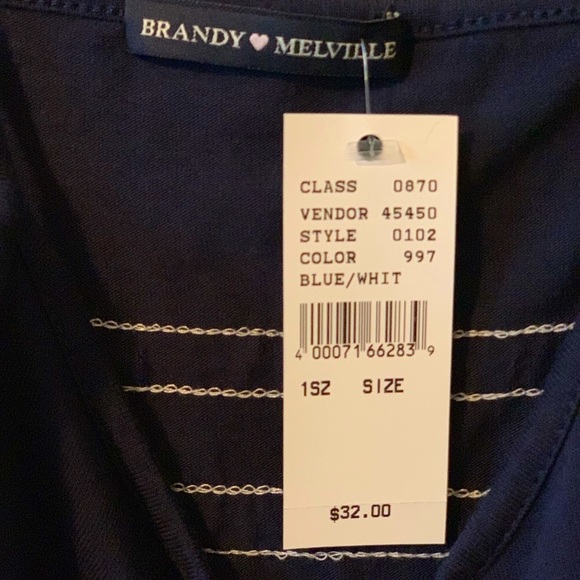 BRANDY ♥ MELVILLE
CLASS 0870
VENDOR 45450
STYLE 0102
COLOR 997
BLUE/WHIT
4 00071 66283 9
1SZ SIZE
$32.00